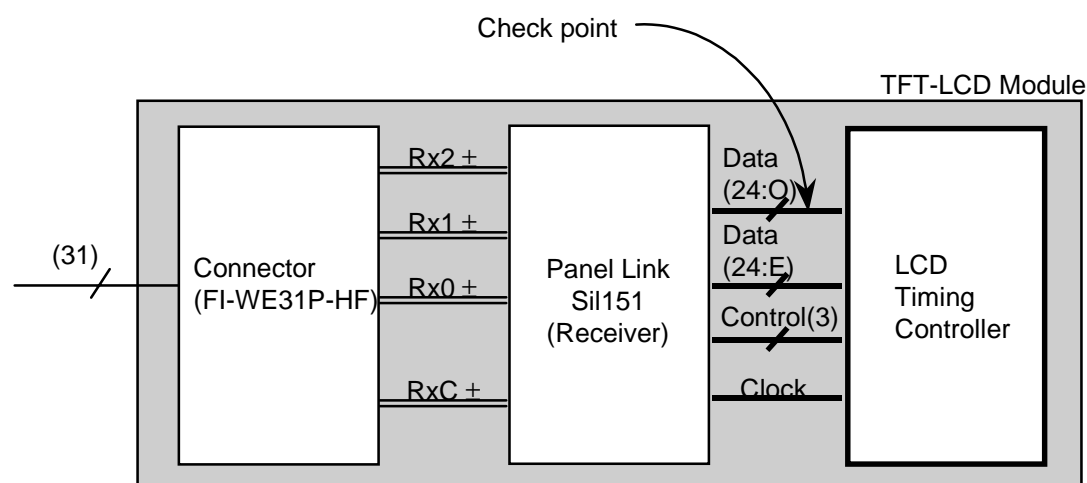 Check point
TFT-LCD Module
(31)
Connector
(FI-WE31P-HF)
Rx2 ±
Rx1 ±
Rx0 ±
RxC ±
Panel Link
SiI151
(Receiver)
Data
(24:O)
Data
(24:E)
Control(3)
Clock
LCD
Timing
Controller